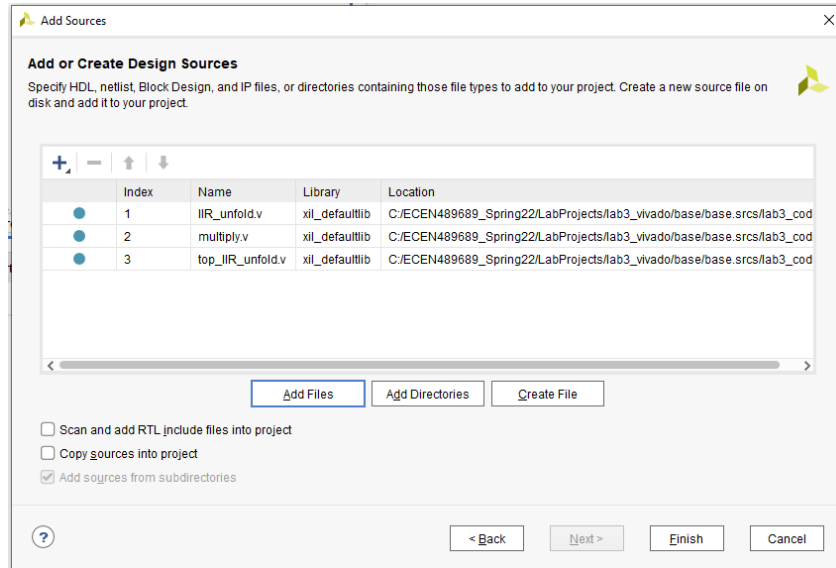 Add Sources
Add or Create Design Sources
Specify HDL, netlist, Block Design, and IP files, or directories containing those file types to add to your project. Create a new source file on
disk and add it to your project.
Index Name Library Location
1 IIR_unfold.v xil_defaultlib C:/ECEN489689_Spring22/LabProjects/lab3_vivado/base/base.srcs/lab3_cod
2 multiply.v xil_defaultlib C:/ECEN489689_Spring22/LabProjects/lab3_vivado/base/base.srcs/lab3_cod
3 top_IIR_unfold.v xil_defaultlib C:/ECEN489689_Spring22/LabProjects/lab3_vivado/base/base.srcs/lab3_cod
Add Files Add Directories Create File
Scan and add RTL include files into project
Copy sources into project
Add sources from subdirectories
? < Back Next > Finish Cancel